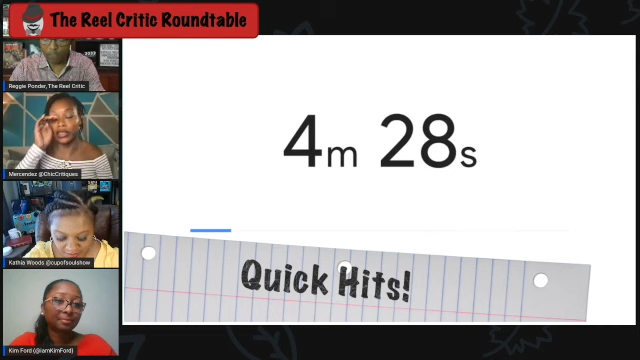 The Reel Critic Roundtable
Reggie Ponder, The Reel Critic
Mercendez @ChicCritiques
Kathia Woods @cupofsoulshow
Kim Ford (@iamKimFord)
4m 28s
Quick Hits!